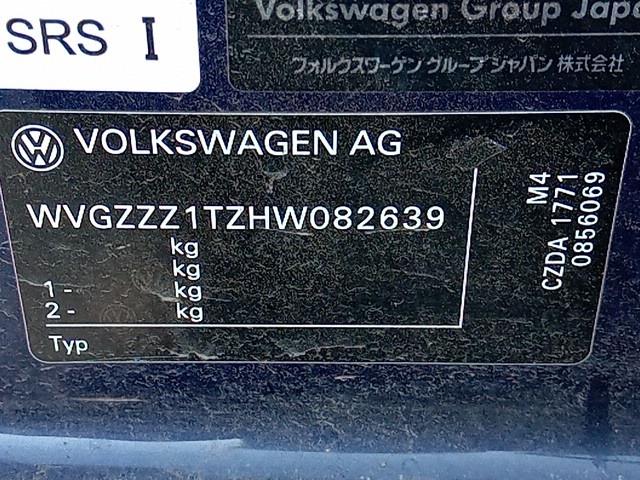 SRS I
Volkswagen Group Japa
フォルクスワーゲン グループ ジャパン 株式会社
VOLKSWAGEN AG
WVGZZZ1TZHW082639
kg
kg
1 - kg
2 - kg
Typ
M4
CZDA 1771
0856069